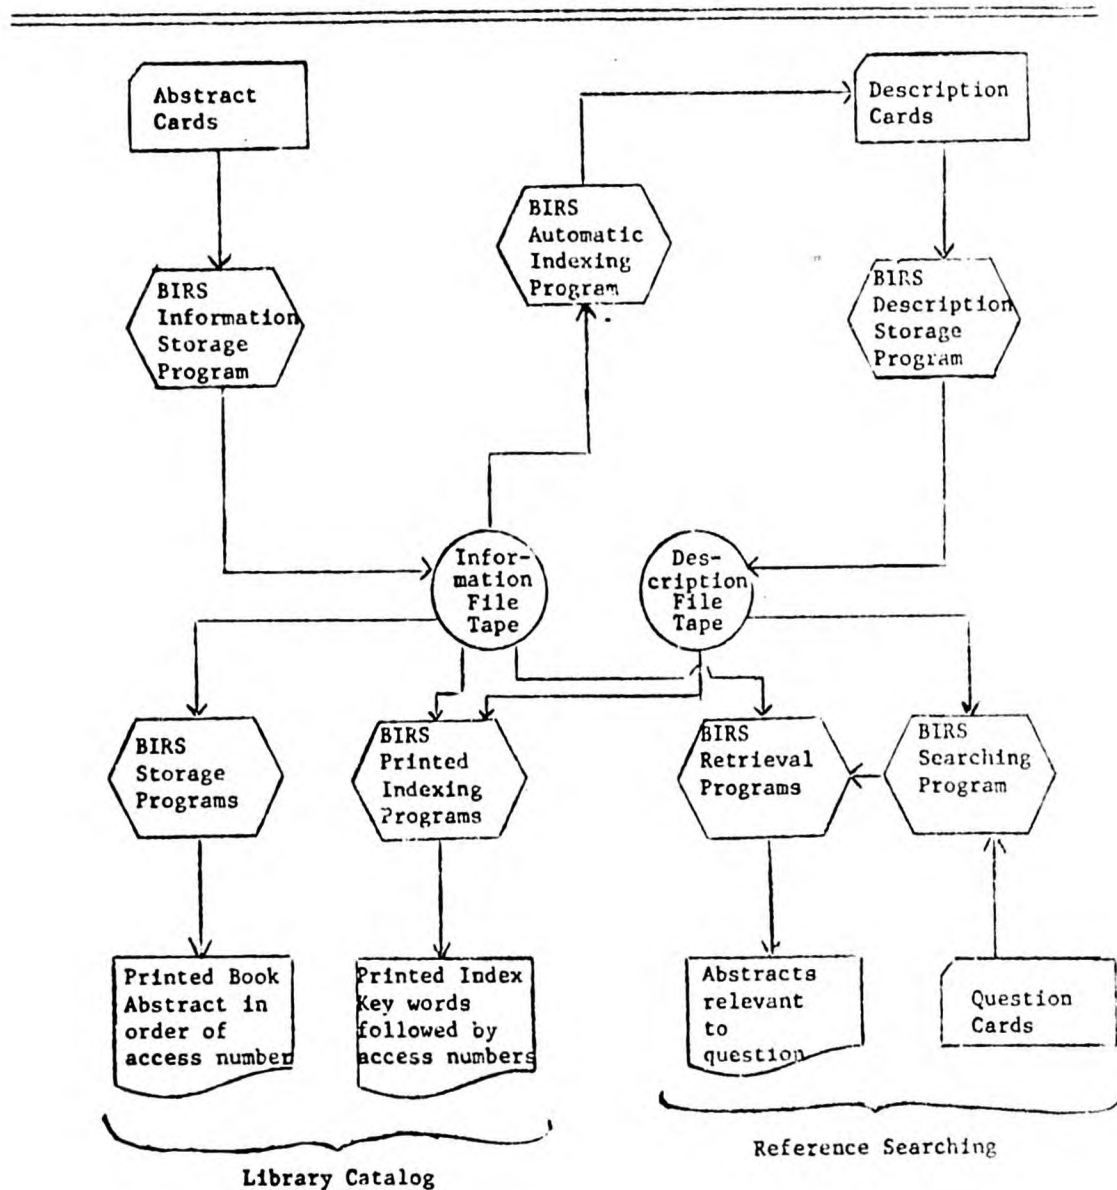 Abstract
Cards
Description
Cards
BIRS
Automatic
Indexing
Program
BIRS
Information
Storage
Program
BIRS
Description
Storage
Program
Infor-
mation
File
Tape
Des-
cription
File
Tape
BIRS
Storage
Programs
BIRS
Printed
Indexing
Programs
BIRS
Retrieval
Programs
BIRS
Searching
Program
Printed Book
Abstract in
order of
access number
Printed Index
Key words
followed by
access numbers
Abstracts
relevant
to
question
Question
Cards
Library Catalog
Reference Searching